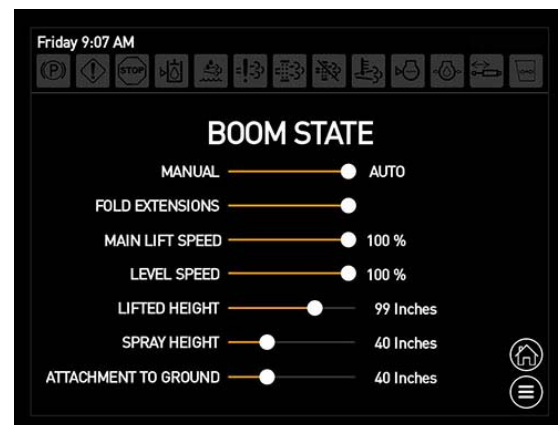 Friday 9:07 AM
(P) STOP
BOOM STATE
MANUAL AUTO
FOLD EXTENSIONS
MAIN LIFT SPEED 100 %
LEVEL SPEED 100 %
LIFTED HEIGHT 99 Inches
SPRAY HEIGHT 40 Inches
ATTACHMENT TO GROUND 40 Inches